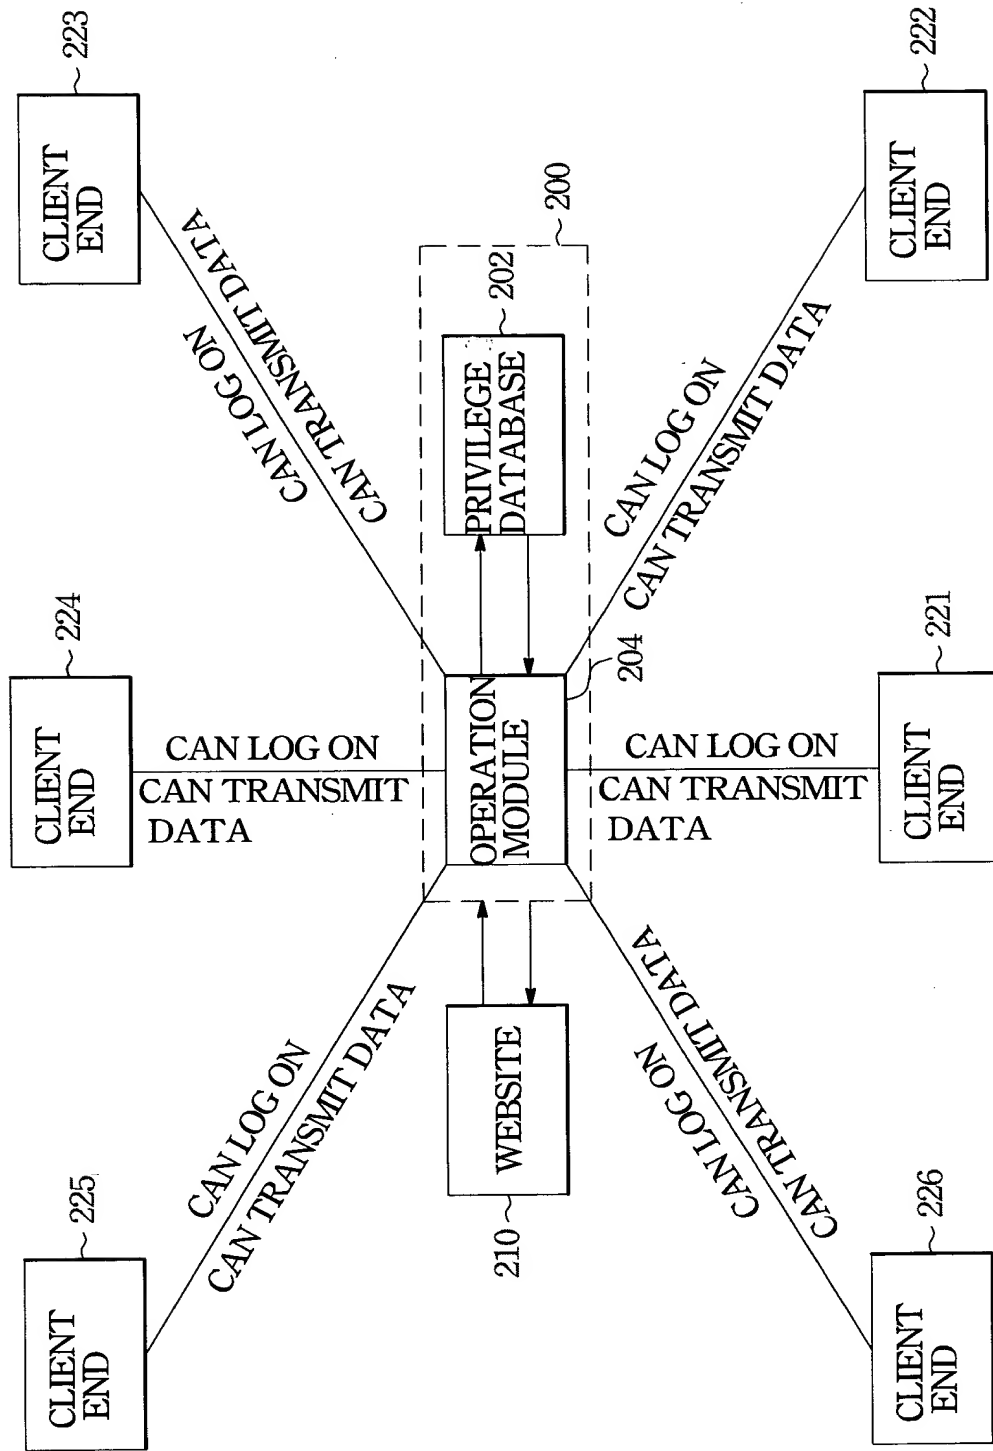 CLIENT
END
223
CAN LOG ON
CAN TRANSMIT DATA
CLIENT
END
224
CAN LOG ON
CAN TRANSMIT
DATA
CLIENT
END
225
CAN LOG ON
CAN TRANSMIT DATA
200
PRIVILEGE
DATABASE
202
OPERATION
MODULE
204
WEBSITE
210
CLIENT
END
222
CAN LOG ON
CAN TRANSMIT DATA
CLIENT
END
221
CAN LOG ON
CAN TRANSMIT
DATA
CLIENT
END
226
CAN LOG ON
CAN TRANSMIT DATA